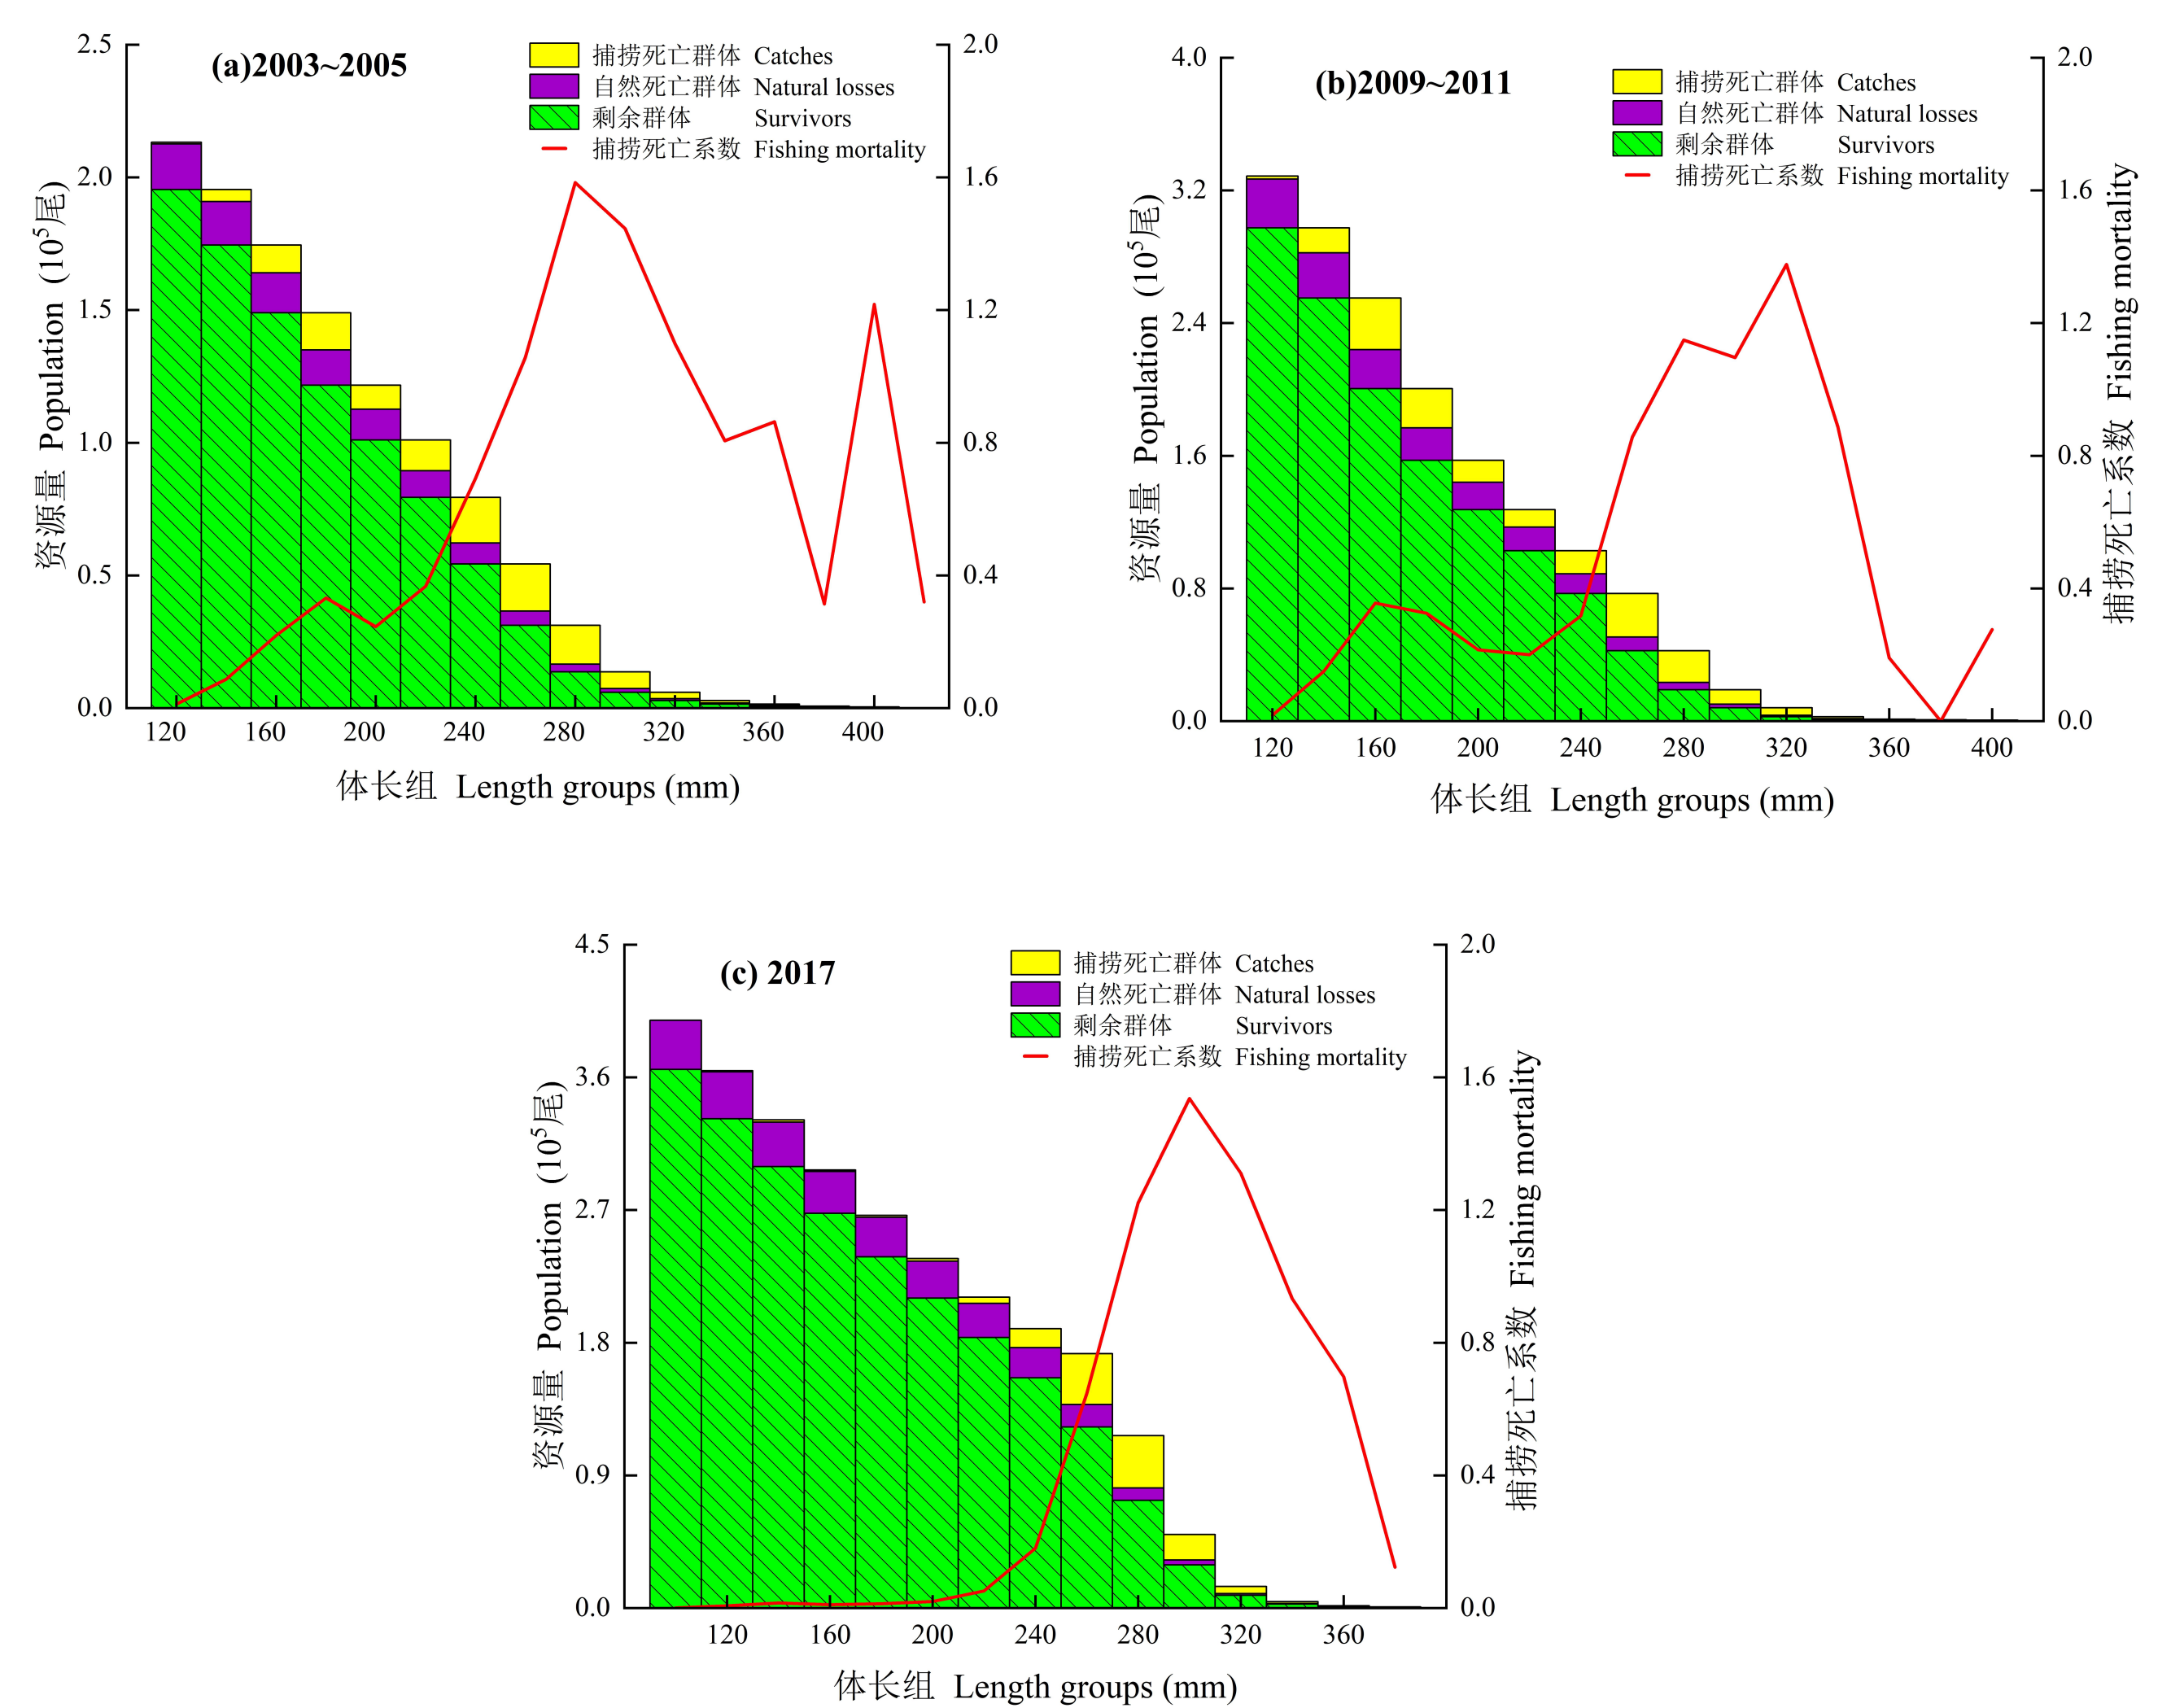 (a)2003~2005
捕捞死亡群体 Catches
自然死亡群体 Natural losses
剩余群体 Survivors
捕捞死亡系数 Fishing mortality
2.5
2.0
1.5
1.0
0.5
0.0
2.0
1.6
1.2
0.8
0.4
0.0
资源量 Population (10⁵尾)
120 160 200 240 280 320 360 400
体长组 Length groups (mm)
(b)2009~2011
捕捞死亡群体 Catches
自然死亡群体 Natural losses
剩余群体 Survivors
捕捞死亡系数 Fishing mortality
4.0
3.2
2.4
1.6
0.8
0.0
2.0
1.6
1.2
0.8
0.4
0.0
资源量 Population (10⁵尾)
捕捞死亡系数 Fishing mortality
120 160 200 240 280 320 360 400
体长组 Length groups (mm)
(c) 2017
捕捞死亡群体 Catches
自然死亡群体 Natural losses
剩余群体 Survivors
捕捞死亡系数 Fishing mortality
4.5
3.6
2.7
1.8
0.9
0.0
2.0
1.6
1.2
0.8
0.4
0.0
资源量 Population (10⁵尾)
捕捞死亡系数 Fishing mortality
120 160 200 240 280 320 360
体长组 Length groups (mm)